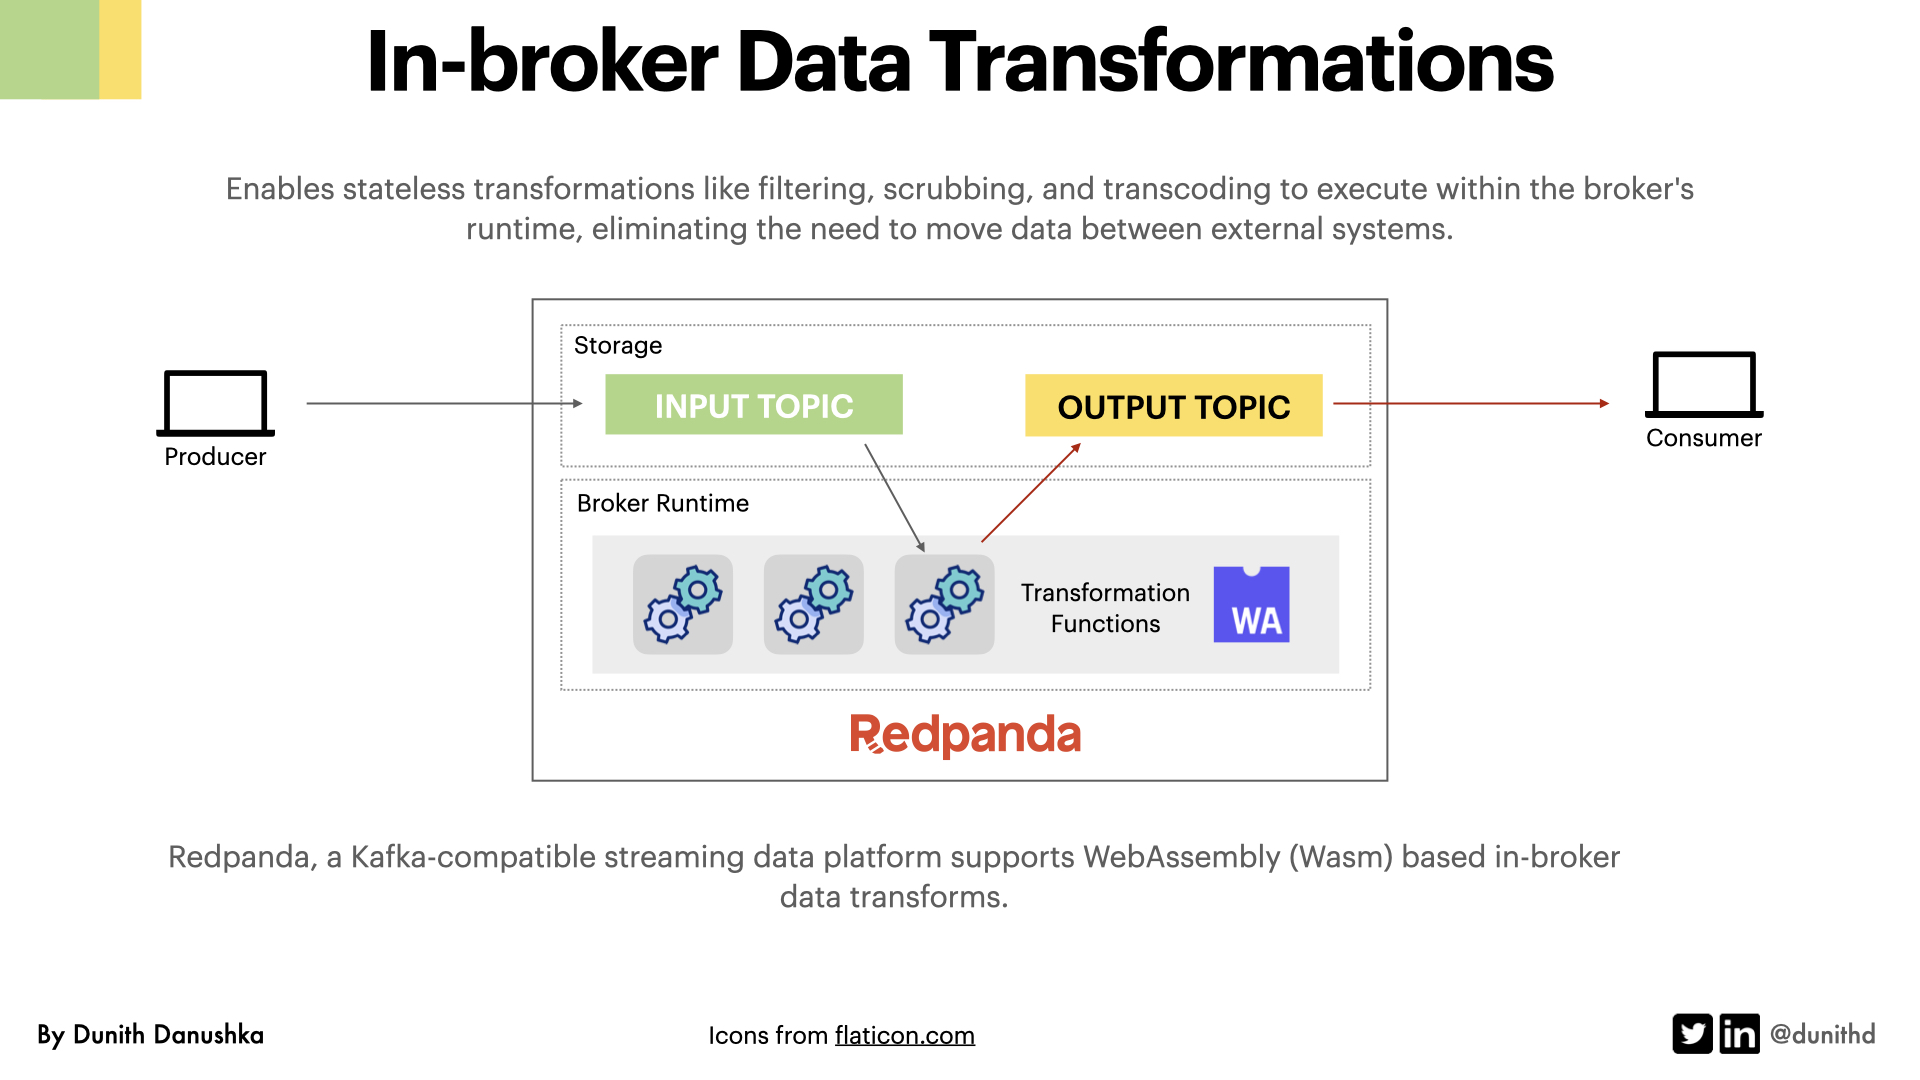 In-broker Data Transformations
Enables stateless transformations like filtering, scrubbing, and transcoding to execute within the broker's
runtime, eliminating the need to move data between external systems.
Storage
INPUT TOPIC
OUTPUT TOPIC
Producer
Consumer
Broker Runtime
Transformation
Functions
WA
Redpanda
Redpanda, a Kafka-compatible streaming data platform supports WebAssembly (Wasm) based in-broker
data transforms.
By Dunith Danushka
Icons from flaticon.com
in
@dunithd